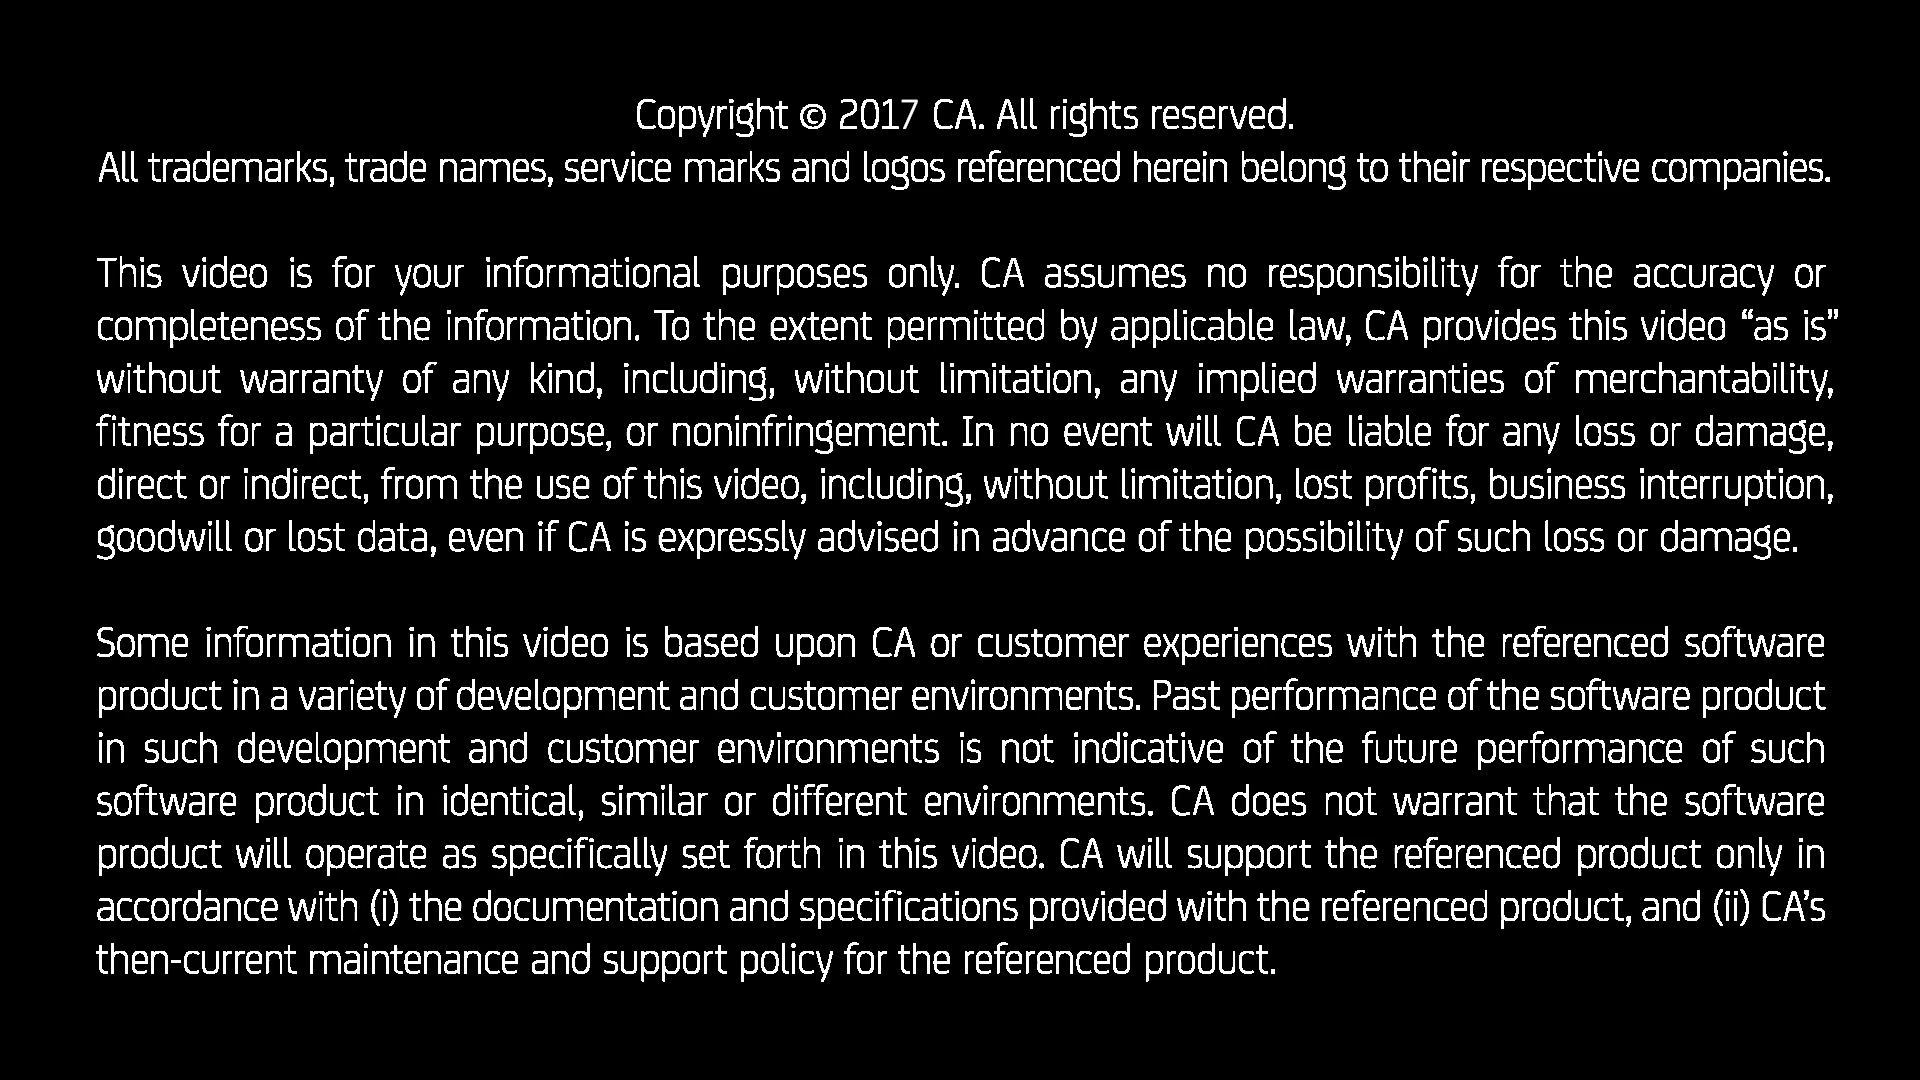 Copyright © 2017 CA. All rights reserved.
All trademarks, trade names, service marks and logos referenced herein belong to their respective companies.
This video is for your informational purposes only. CA assumes no responsibility for the accuracy or
completeness of the information. To the extent permitted by applicable law, CA provides this video “as is”
without warranty of any kind, including, without limitation, any implied warranties of merchantability,
fitness for a particular purpose, or noninfringement. In no event will CA be liable for any loss or damage,
direct or indirect, from the use of this video, including, without limitation, lost profits, business interruption,
goodwill or lost data, even if CA is expressly advised in advance of the possibility of such loss or damage.
Some information in this video is based upon CA or customer experiences with the referenced software
product in a variety of development and customer environments. Past performance of the software product
in such development and customer environments is not indicative of the future performance of such
software product in identical, similar or different environments. CA does not warrant that the software
product will operate as specifically set forth in this video. CA will support the referenced product only in
accordance with (i) the documentation and specifications provided with the referenced product, and (ii) CA’s
then-current maintenance and support policy for the referenced product.